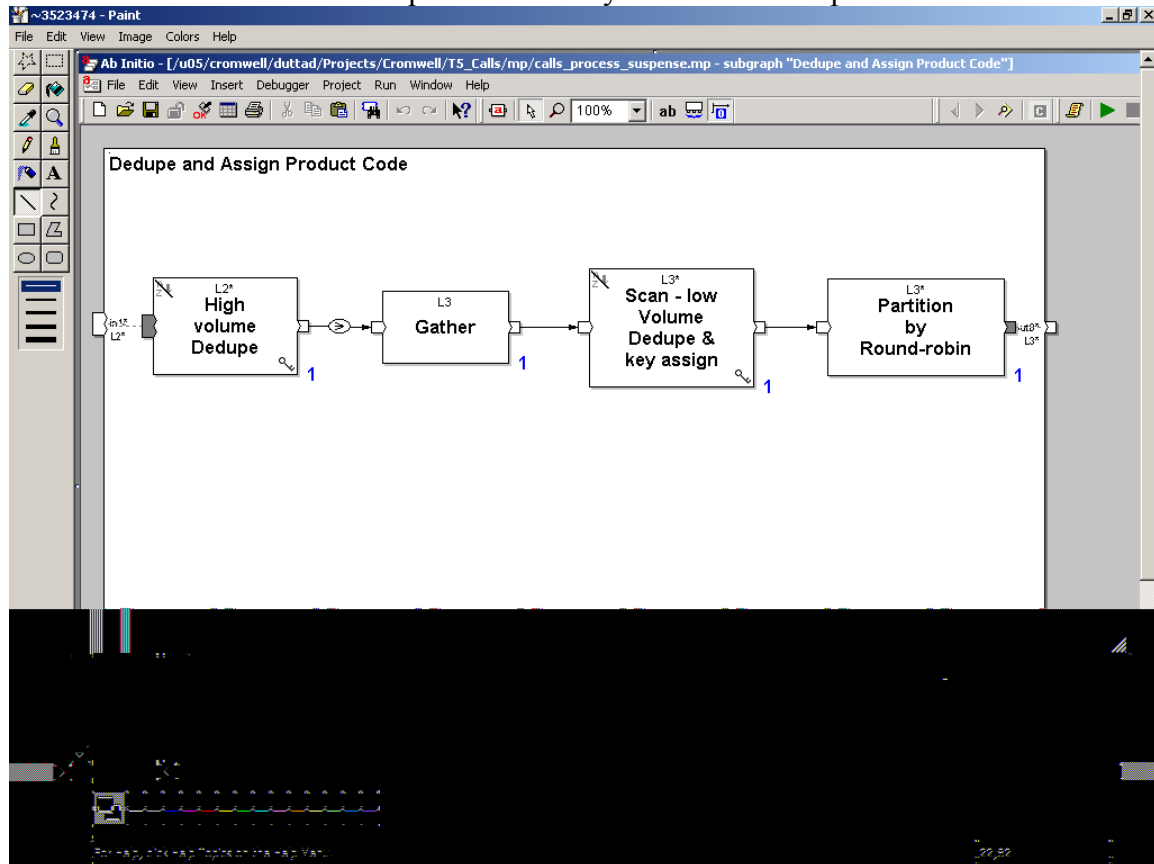 ~3523474 - Paint
File Edit View Image Colors Help
Ab Initio - [/u05/cromwell/duttad/Projects/Cromwell/T5_Calls/mp/calls_process_suspense.mp - subgraph "Dedupe and Assign Product Code"]
File Edit View Insert Debugger Project Run Window Help
100% ab
Dedupe and Assign Product Code
L2*
High
volume
Dedupe
1
L3
Gather
1
L3*
Scan - low
Volume
Dedupe &
key assign
1
L3*
Partition
by
Round-robin
1
L2*
L3*
22,92